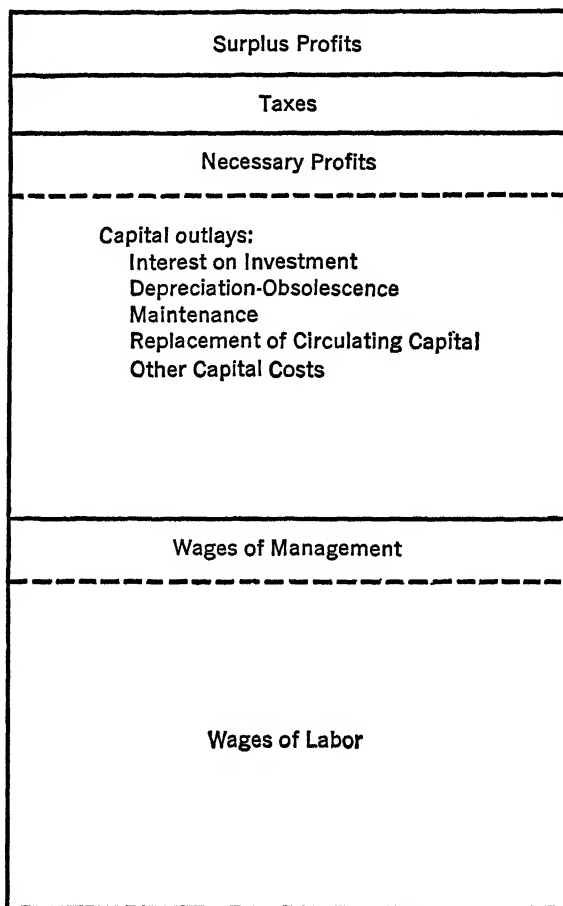 Surplus Profits
Taxes
Necessary Profits
Capital outlays:
Interest on Investment
Depreciation-Obsolescence
Maintenance
Replacement of Circulating Capital
Other Capital Costs
Wages of Management
Wages of Labor